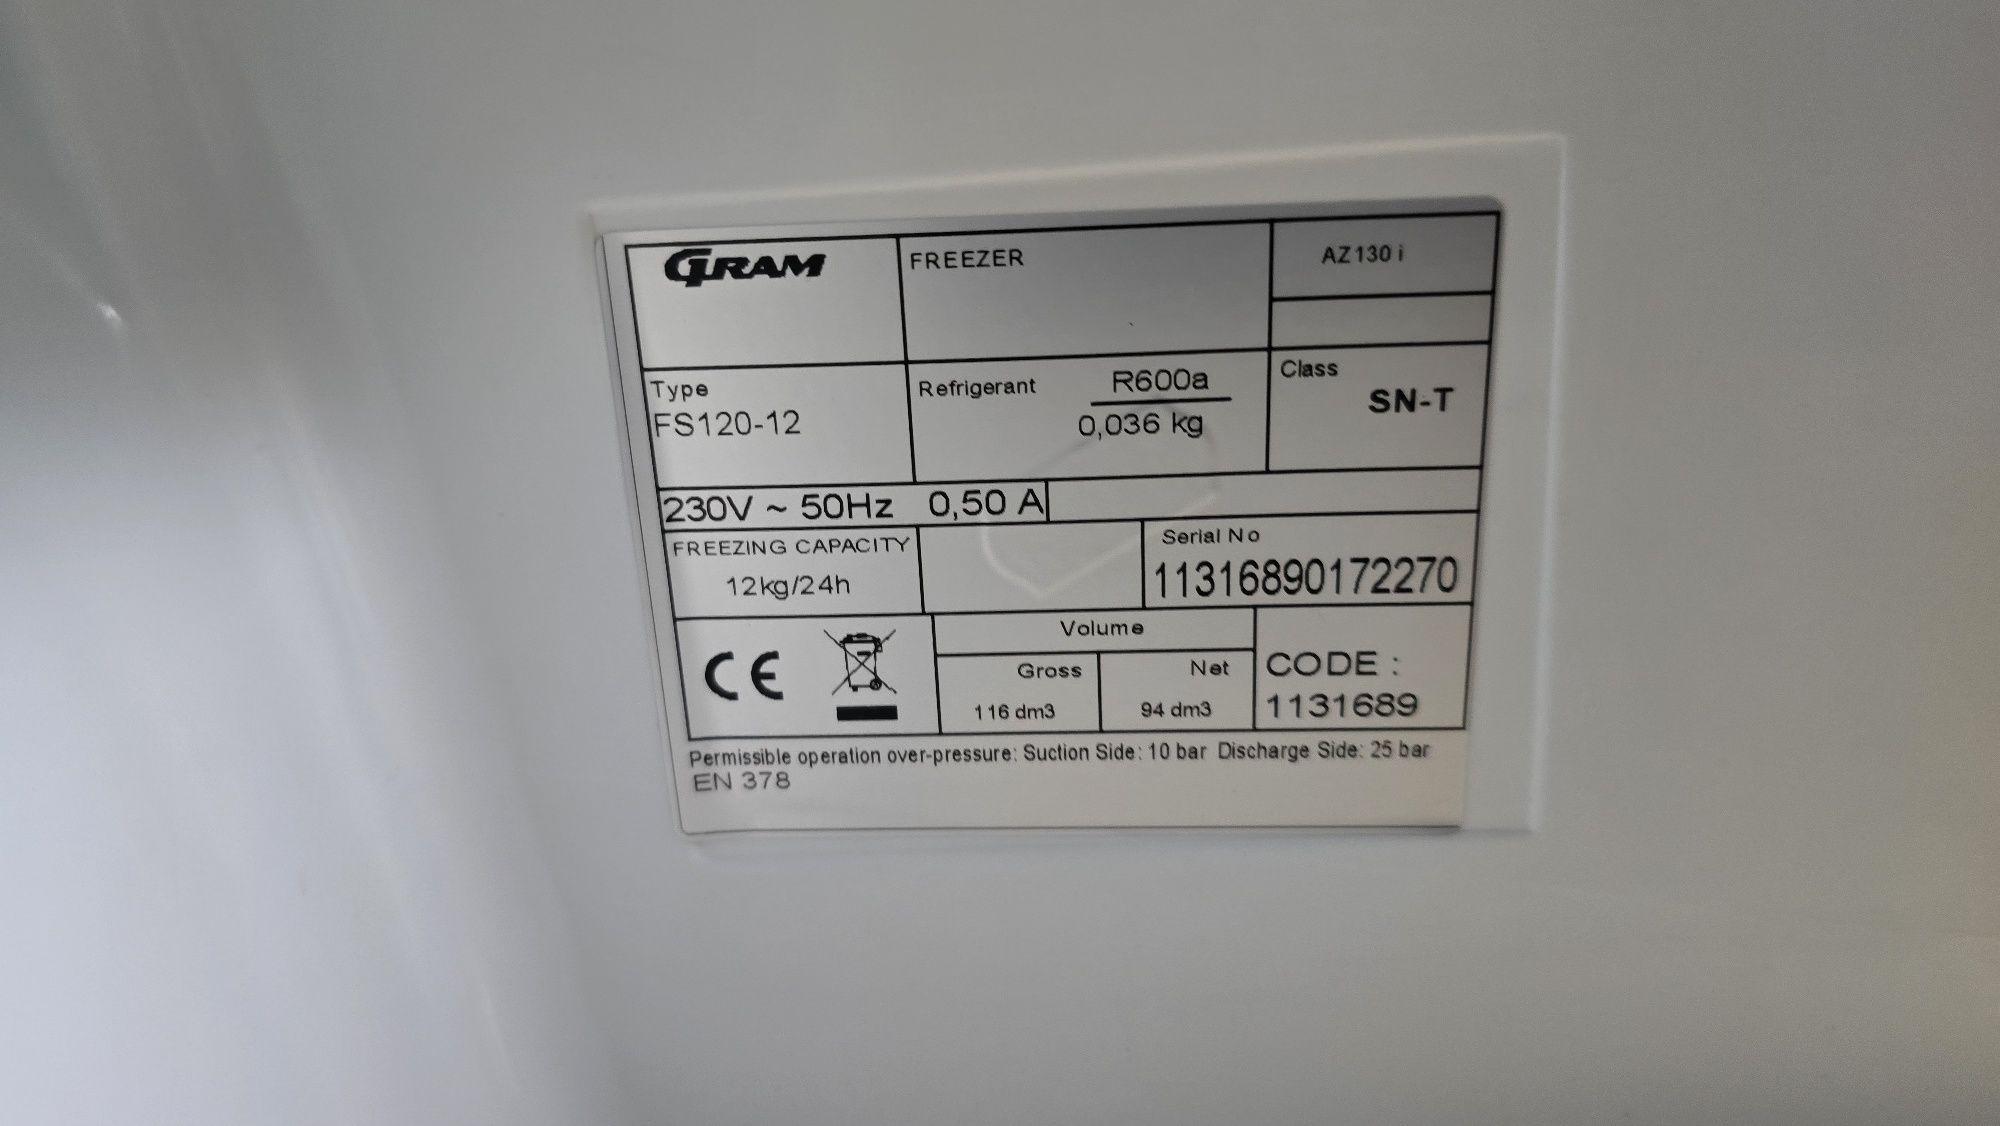 GRAM
FREEZER
AZ130 i
Type
FS120-12
Refrigerant
R600a
0,036 kg
Class
SN-T
230V ~ 50Hz 0,50 A
FREEZING CAPACITY
12kg/24h
Serial No
11316890172270
CE
Volume
Gross
116 dm3
Net
94 dm3
CODE :
1131689
Permissible operation over-pressure: Suction Side: 10 bar Discharge Side: 25 bar
EN 378